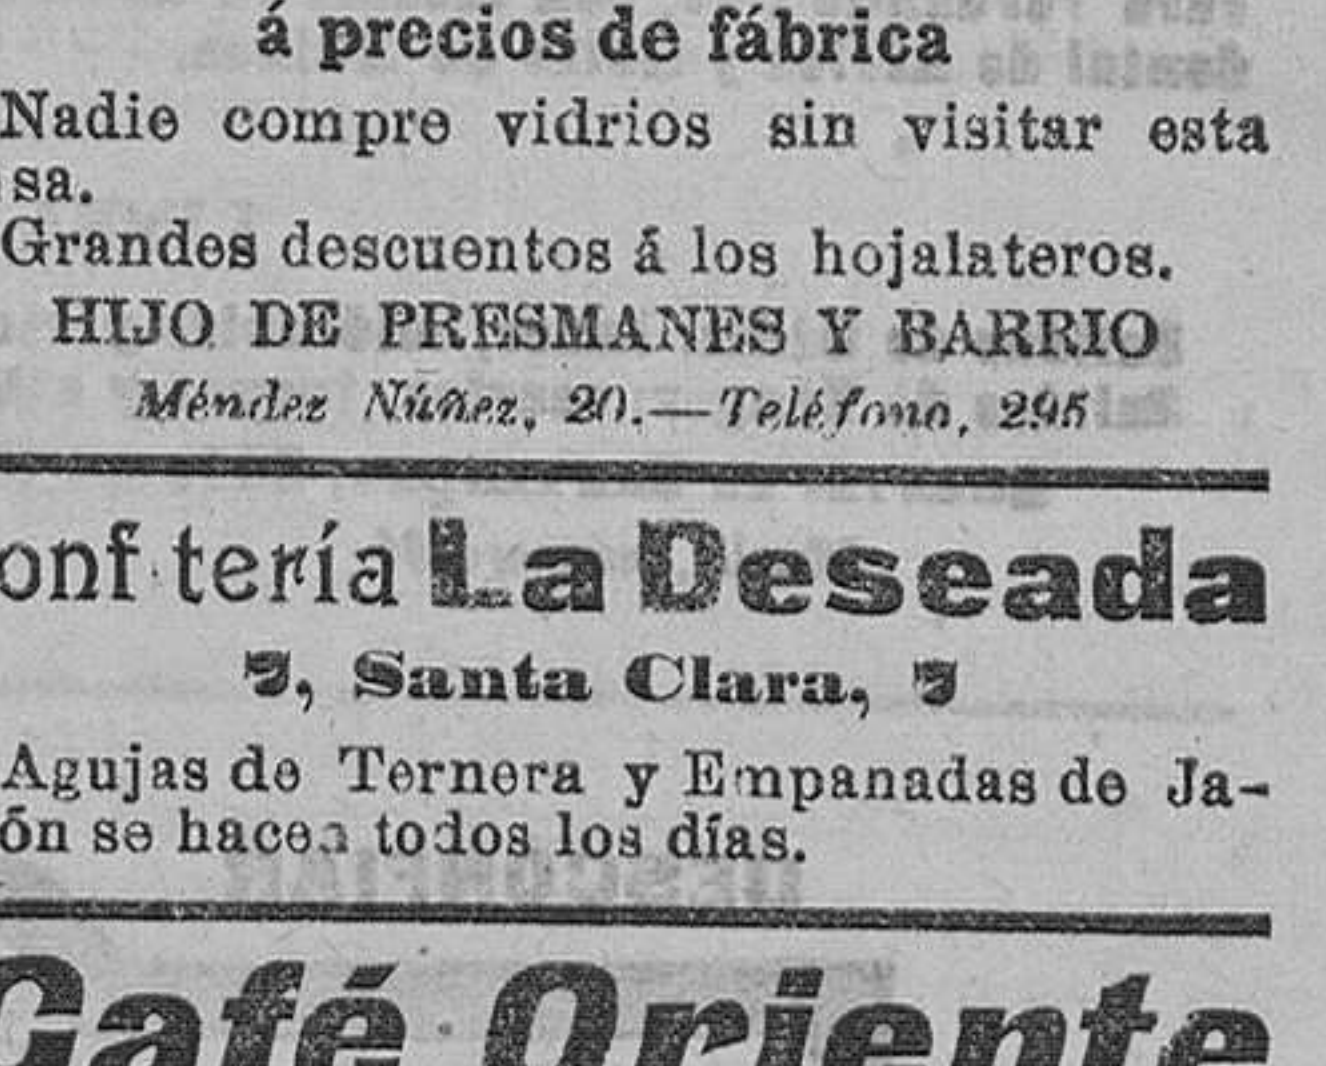 á precios de fábrica
Nadie compre vidrios sin visitar esta
sa.
Grandes descuentos á los hojalateros.
HIJO DE PRESMANES Y BARRIO
Méndez Núñez, 20.—Teléfono, 295
onf tería La Deseada
7, Santa Clara, 7
Agujas de Ternera y Empanadas de Ja-
ón se hacen todos los días.
Café Oriente